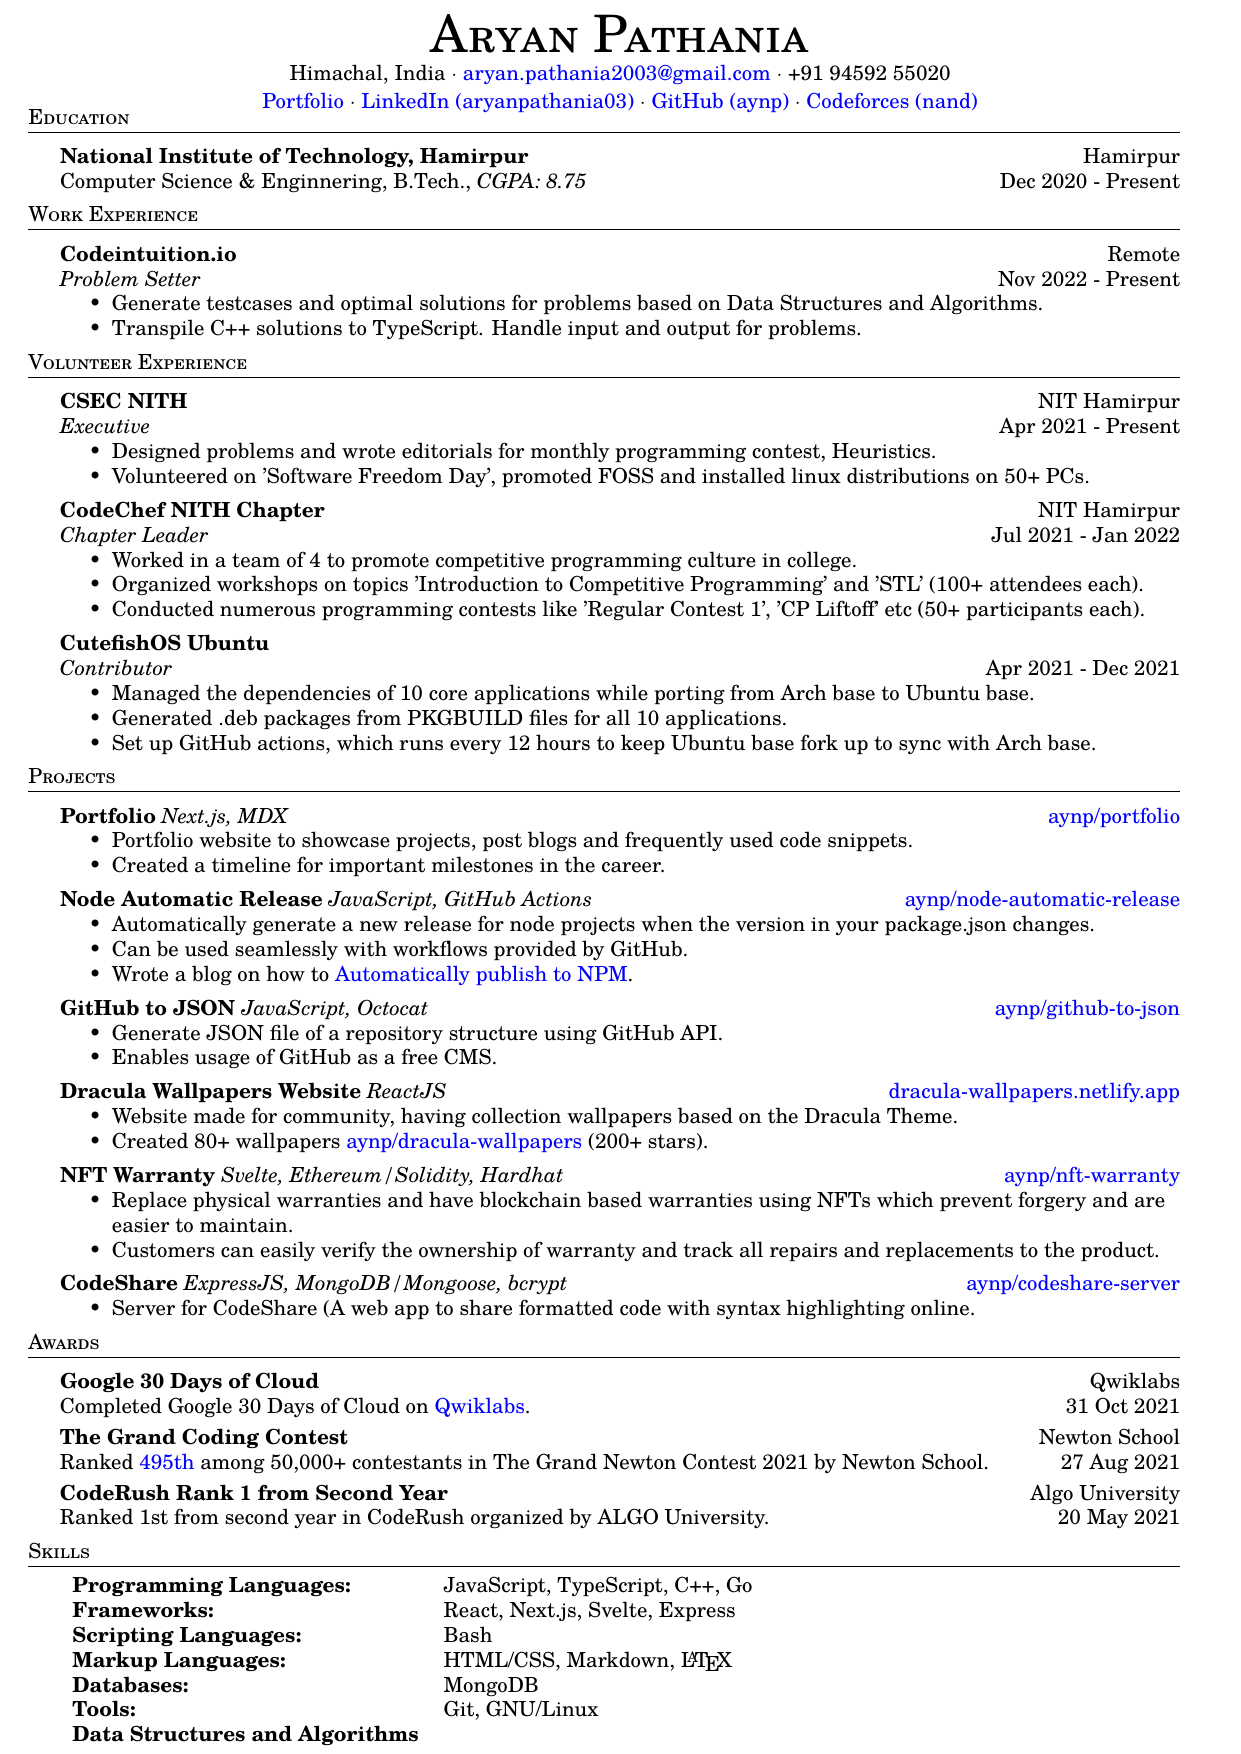 Aryan Pathania
Himachal, India · aryan.pathania2003@gmail.com · +91 94592 55020
Portfolio · LinkedIn (aryanpathania03) · GitHub (aynp) · Codeforces (nand)
Education
National Institute of Technology, Hamirpur Hamirpur
Computer Science & Enginnering, B.Tech., CGPA: 8.75 Dec 2020 - Present
Work Experience
Codeintuition.io Remote
Problem Setter Nov 2022 - Present
• Generate testcases and optimal solutions for problems based on Data Structures and Algorithms.
• Transpile C++ solutions to TypeScript. Handle input and output for problems.
Volunteer Experience
CSEC NITH NIT Hamirpur
Executive Apr 2021 - Present
• Designed problems and wrote editorials for monthly programming contest, Heuristics.
• Volunteered on ’Software Freedom Day’, promoted FOSS and installed linux distributions on 50+ PCs.
CodeChef NITH Chapter NIT Hamirpur
Chapter Leader Jul 2021 - Jan 2022
• Worked in a team of 4 to promote competitive programming culture in college.
• Organized workshops on topics ’Introduction to Competitive Programming’ and ’STL’ (100+ attendees each).
• Conducted numerous programming contests like ’Regular Contest 1’, ’CP Liftoff’ etc (50+ participants each).
CutefishOS Ubuntu
Contributor Apr 2021 - Dec 2021
• Managed the dependencies of 10 core applications while porting from Arch base to Ubuntu base.
• Generated .deb packages from PKGBUILD files for all 10 applications.
• Set up GitHub actions, which runs every 12 hours to keep Ubuntu base fork up to sync with Arch base.
Projects
Portfolio Next.js, MDX aynp/portfolio
• Portfolio website to showcase projects, post blogs and frequently used code snippets.
• Created a timeline for important milestones in the career.
Node Automatic Release JavaScript, GitHub Actions aynp/node-automatic-release
• Automatically generate a new release for node projects when the version in your package.json changes.
• Can be used seamlessly with workflows provided by GitHub.
• Wrote a blog on how to Automatically publish to NPM.
GitHub to JSON JavaScript, Octocat aynp/github-to-json
• Generate JSON file of a repository structure using GitHub API.
• Enables usage of GitHub as a free CMS.
Dracula Wallpapers Website ReactJS dracula-wallpapers.netlify.app
• Website made for community, having collection wallpapers based on the Dracula Theme.
• Created 80+ wallpapers aynp/dracula-wallpapers (200+ stars).
NFT Warranty Svelte, Ethereum/Solidity, Hardhat aynp/nft-warranty
• Replace physical warranties and have blockchain based warranties using NFTs which prevent forgery and are
easier to maintain.
• Customers can easily verify the ownership of warranty and track all repairs and replacements to the product.
CodeShare ExpressJS, MongoDB/Mongoose, bcrypt aynp/codeshare-server
• Server for CodeShare (A web app to share formatted code with syntax highlighting online.
Awards
Google 30 Days of Cloud Qwiklabs
Completed Google 30 Days of Cloud on Qwiklabs. 31 Oct 2021
The Grand Coding Contest Newton School
Ranked 495th among 50,000+ contestants in The Grand Newton Contest 2021 by Newton School. 27 Aug 2021
CodeRush Rank 1 from Second Year Algo University
Ranked 1st from second year in CodeRush organized by ALGO University. 20 May 2021
Skills
Programming Languages: JavaScript, TypeScript, C++, Go
Frameworks: React, Next.js, Svelte, Express
Scripting Languages: Bash
Markup Languages: HTML/CSS, Markdown, LATEX
Databases: MongoDB
Tools: Git, GNU/Linux
Data Structures and Algorithms